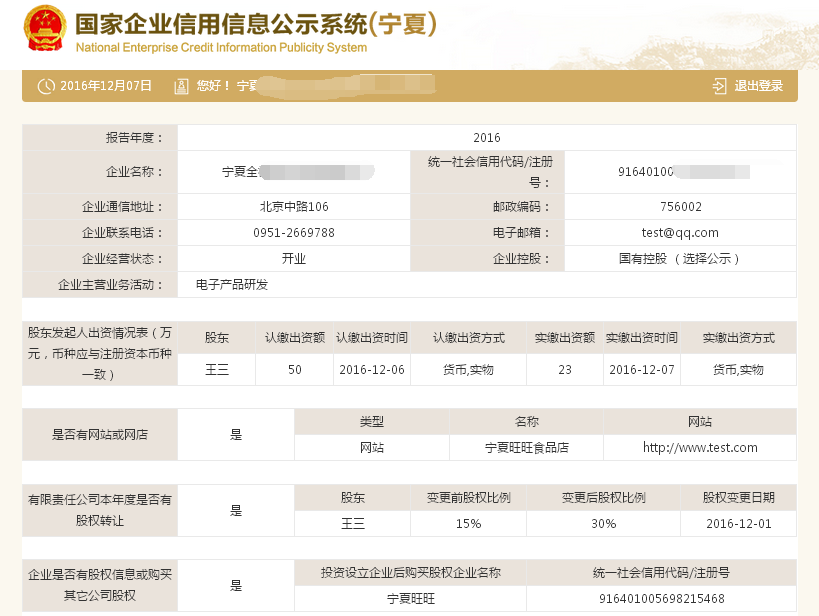 国家企业信用信息公示系统(宁夏)
National Enterprise Credit Information Publicity System
2016年12月07日 您好！ 宁夏 退出登录
报告年度： 2016
企业名称： 宁夏全 统一社会信用代码/注册
号： 91640100
企业通信地址： 北京中路106 邮政编码： 756002
企业联系电话： 0951-2669788 电子邮箱： test@qq.com
企业经营状态： 开业 企业控股： 国有控股 （ 选择公示 ）
企业主营业务活动： 电子产品研发
股东发起人出资情况表（ 万
元，币种应与注册资本币种
一致 ）
股东 认缴出资额 认缴出资时间 认缴出资方式 实缴出资额 实缴出资时间 实缴出资方式
王三 50 2016-12-06 货币,实物 23 2016-12-07 货币,实物
是否有网站或网店 是
类型 名称 网站
网站 宁夏旺旺食品店 http://www.test.com
有限责任公司本年度是否有
股权转让
是
股东 变更前股权比例 变更后股权比例 股权变更日期
王三 15% 30% 2016-12-01
企业是否有股权信息或购买
其它公司股权
是
投资设立企业后购买股权企业名称 统一社会信用代码/注册号
宁夏旺旺 916401005698215468